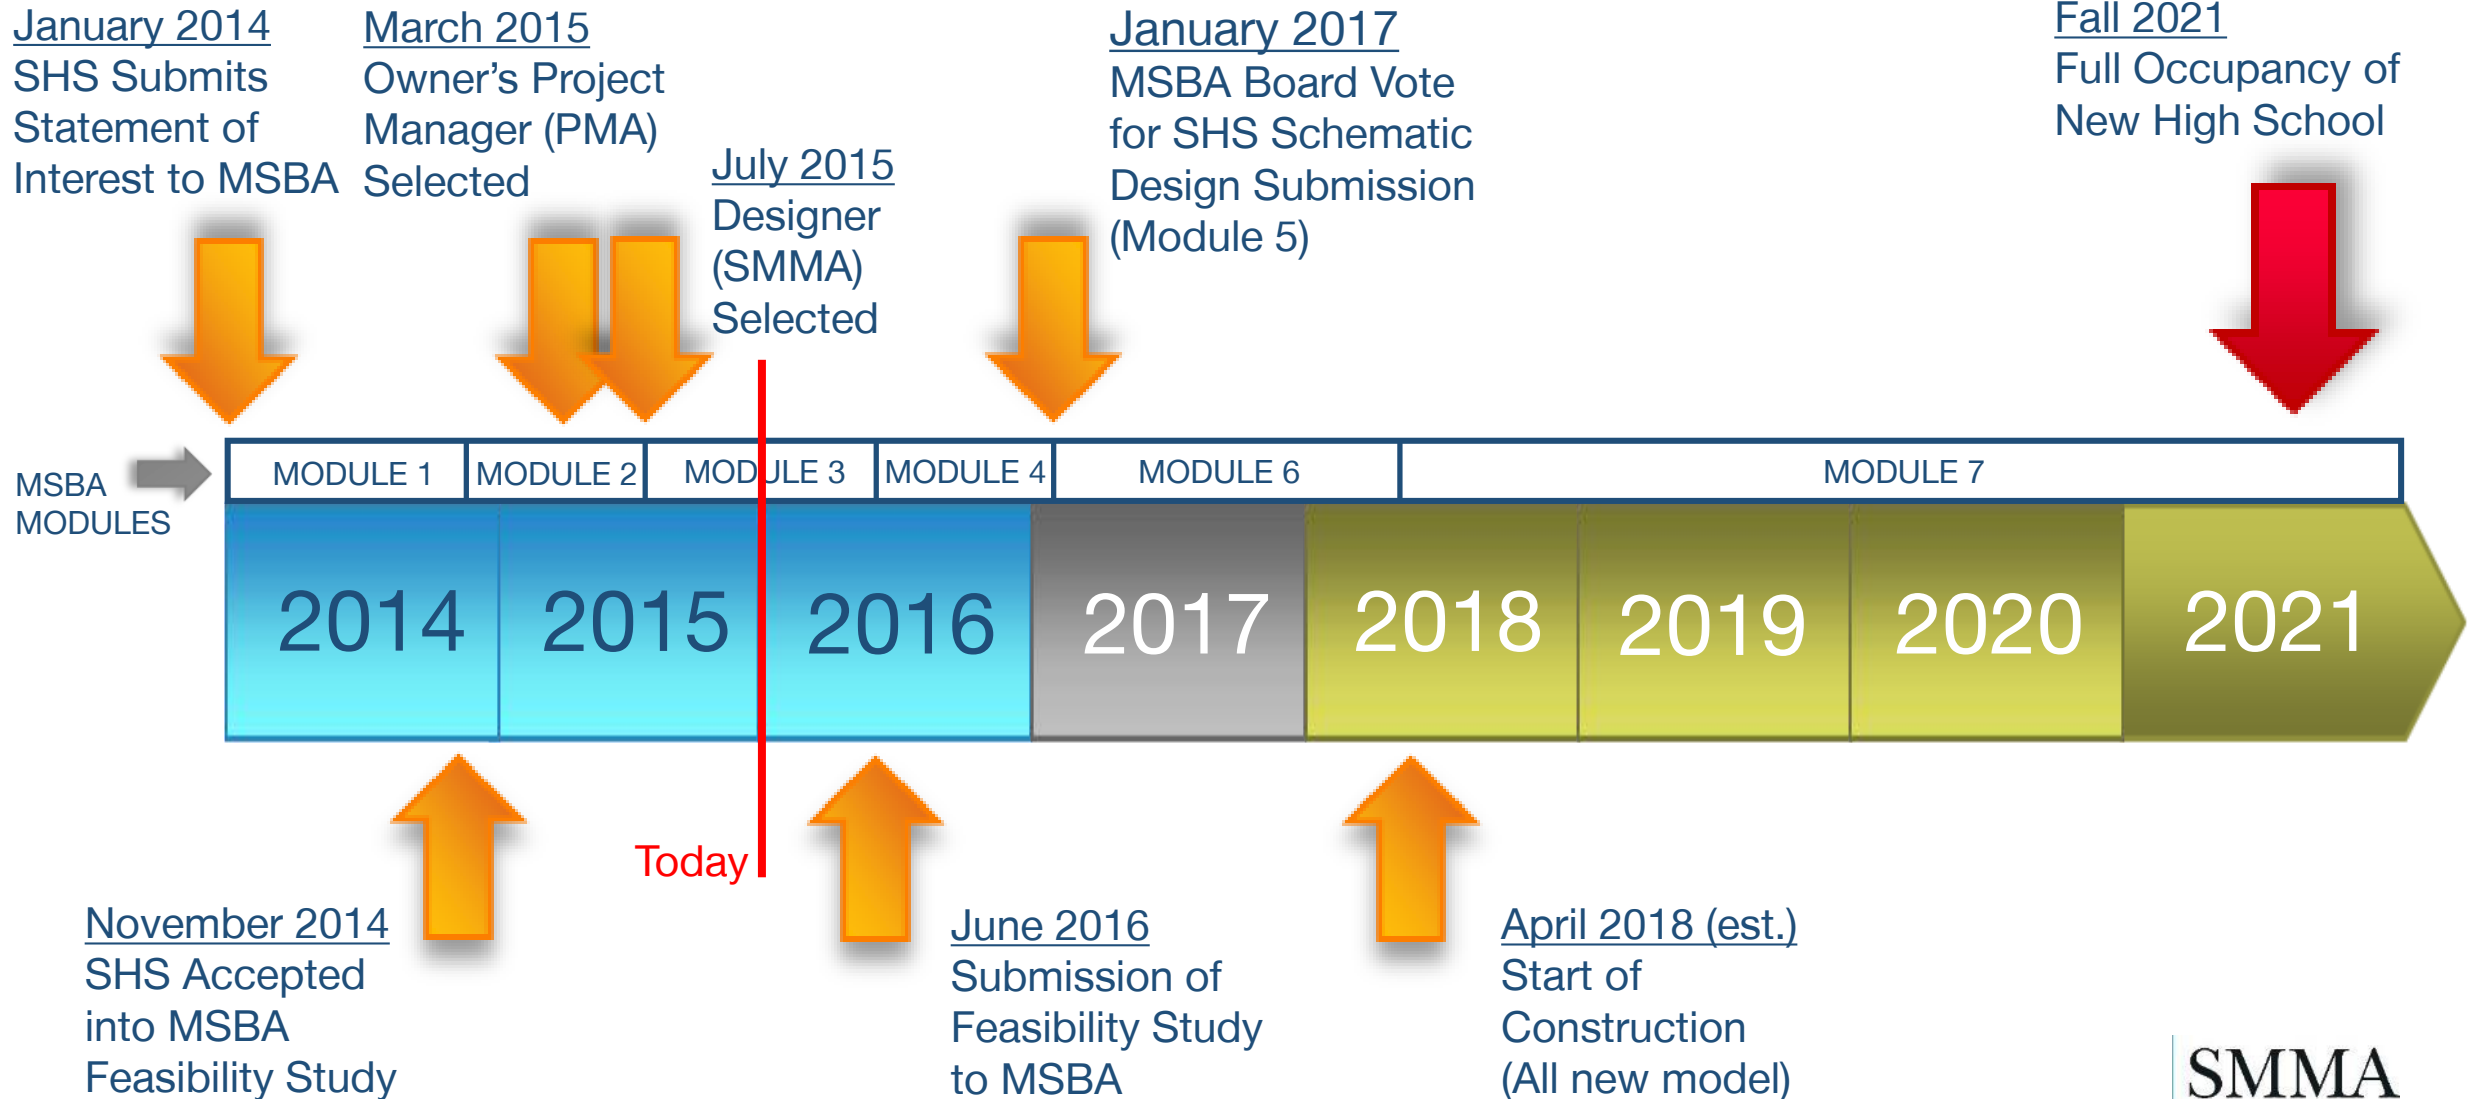 January 2014
SHS Submits
Statement of
Interest to MSBA
March 2015
Owner's Project
Manager (PMA)
Selected
July 2015
Designer
(SMMA)
Selected
January 2017
MSBA Board Vote
for SHS Schematic
Design Submission
(Module 5)
Fall 2021
Full Occupancy of
New High School
MSBA
MODULES
MODULE 1
MODULE 2
MODULE 3
MODULE 4
MODULE 6
MODULE 7
2014
2015
2016
2017
2018
2019
2020
2021
Today
November 2014
SHS Accepted
into MSBA
Feasibility Study
June 2016
Submission of
Feasibility Study
to MSBA
April 2018 (est.)
Start of
Construction
(All new model)
SMMA